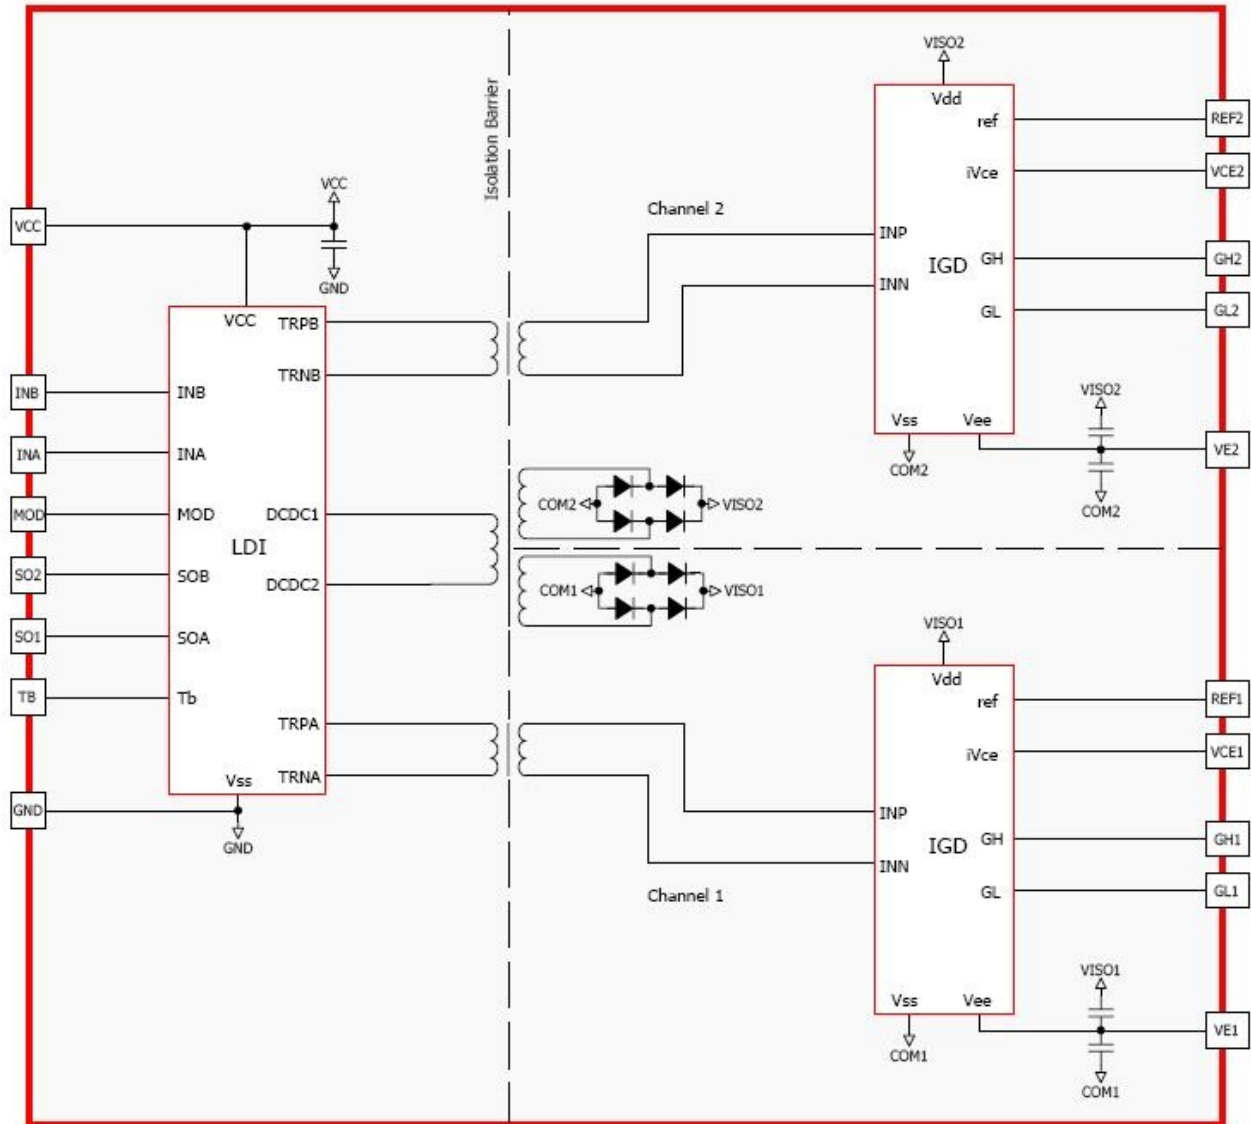 VISO2
Vdd
ref
REF2
Isolation Barrier
iVce
VCE2
VCC
Channel 2
VCC
INP
IGD
GH
GH2
GND
INN
GL
GL2
VCC
TRPB
TRNB
INB
INB
VISO2
Vss
Vee
INA
INA
VE2
COM2
COM2
VISO2
COM2
MOD
MOD
DCDC1
LDI
SO2
SOB
DCDC2
COM1
VISO1
VISO1
SO1
SOA
Vdd
TB
Tb
ref
REF1
TRPA
iVce
VCE1
TRNA
Vss
GND
INP
GND
IGD
GH
GH1
INN
GL
GL1
Channel 1
VISO1
Vss
Vee
VE1
COM1
COM1